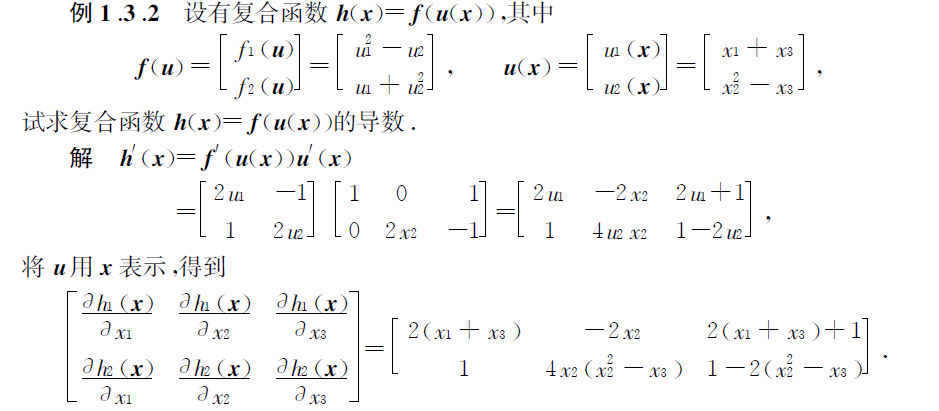 例 1.3.2 设有复合函数 h(x)=f(u(x)),其中
f(u)=[f₁(u); f₂(u)]=[u₁²-u₂; u₁+u₂²], u(x)=[u₁(x); u₂(x)]=[x₁+x₃; x₂²-x₃],
试求复合函数 h(x)=f(u(x))的导数.
解 h′(x)=f′(u(x))u′(x)
=[2u₁ -1; 1 2u₂][1 0 1; 0 2x₂ -1]=[2u₁ -2x₂ 2u₁+1; 1 4u₂x₂ 1-2u₂],
将 u用 x 表示,得到
[∂h₁(x)/∂x₁ ∂h₁(x)/∂x₂ ∂h₁(x)/∂x₃; ∂h₂(x)/∂x₁ ∂h₂(x)/∂x₂ ∂h₂(x)/∂x₃]=[2(x₁+x₃) -2x₂ 2(x₁+x₃)+1; 1 4x₂(x₂²-x₃) 1-2(x₂²-x₃)].